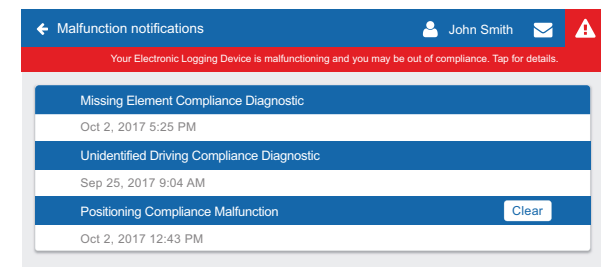 Malfunction notifications
John Smith
Your Electronic Logging Device is malfunctioning and you may be out of compliance. Tap for details.
Missing Element Compliance Diagnostic
Oct 2, 2017 5:25 PM
Unidentified Driving Compliance Diagnostic
Sep 25, 2017 9:04 AM
Positioning Compliance Malfunction
Clear
Oct 2, 2017 12:43 PM